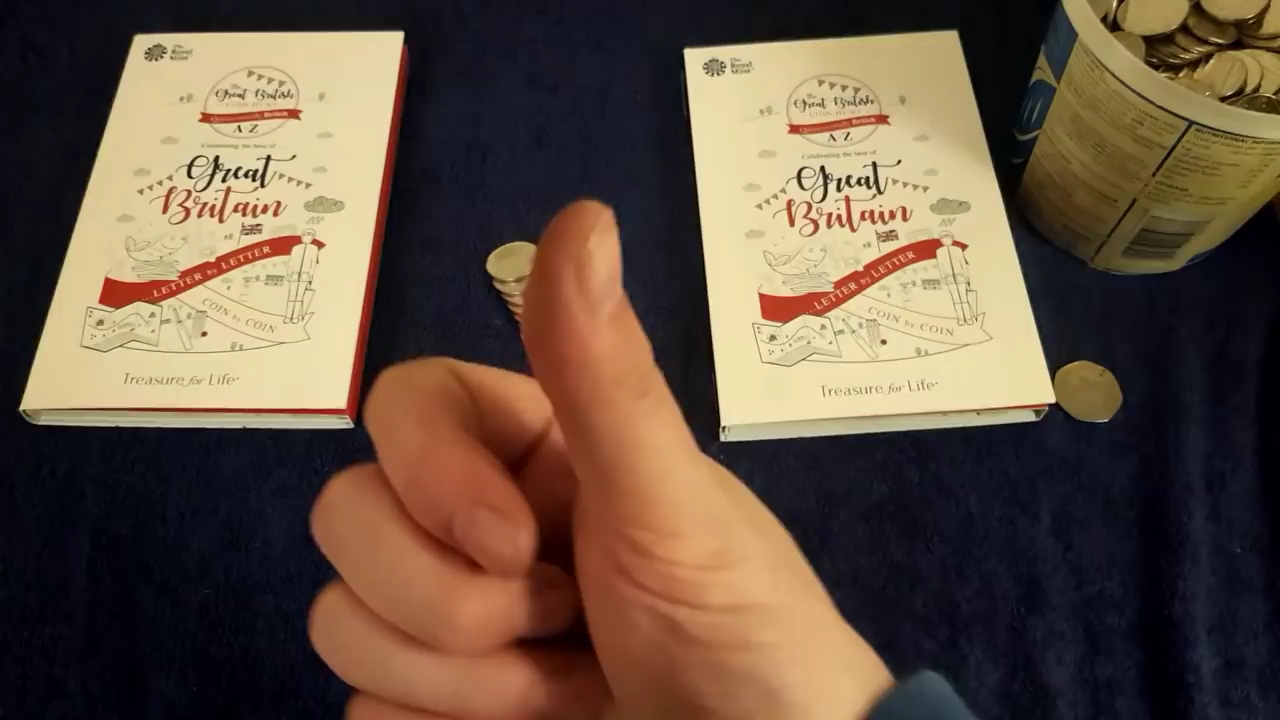 The
Royal
Mint
The
Great British
COIN HUNT
Quintessentially British
A-Z
Celebrating the best of...
Great
Britain
...LETTER by LETTER
COIN by COIN
Treasure for Life
The
Royal
Mint
The
Great British
COIN HUNT
Quintessentially British
A-Z
Celebrating the best of...
Great
Britain
...LETTER by LETTER
COIN by COIN
Treasure for Life